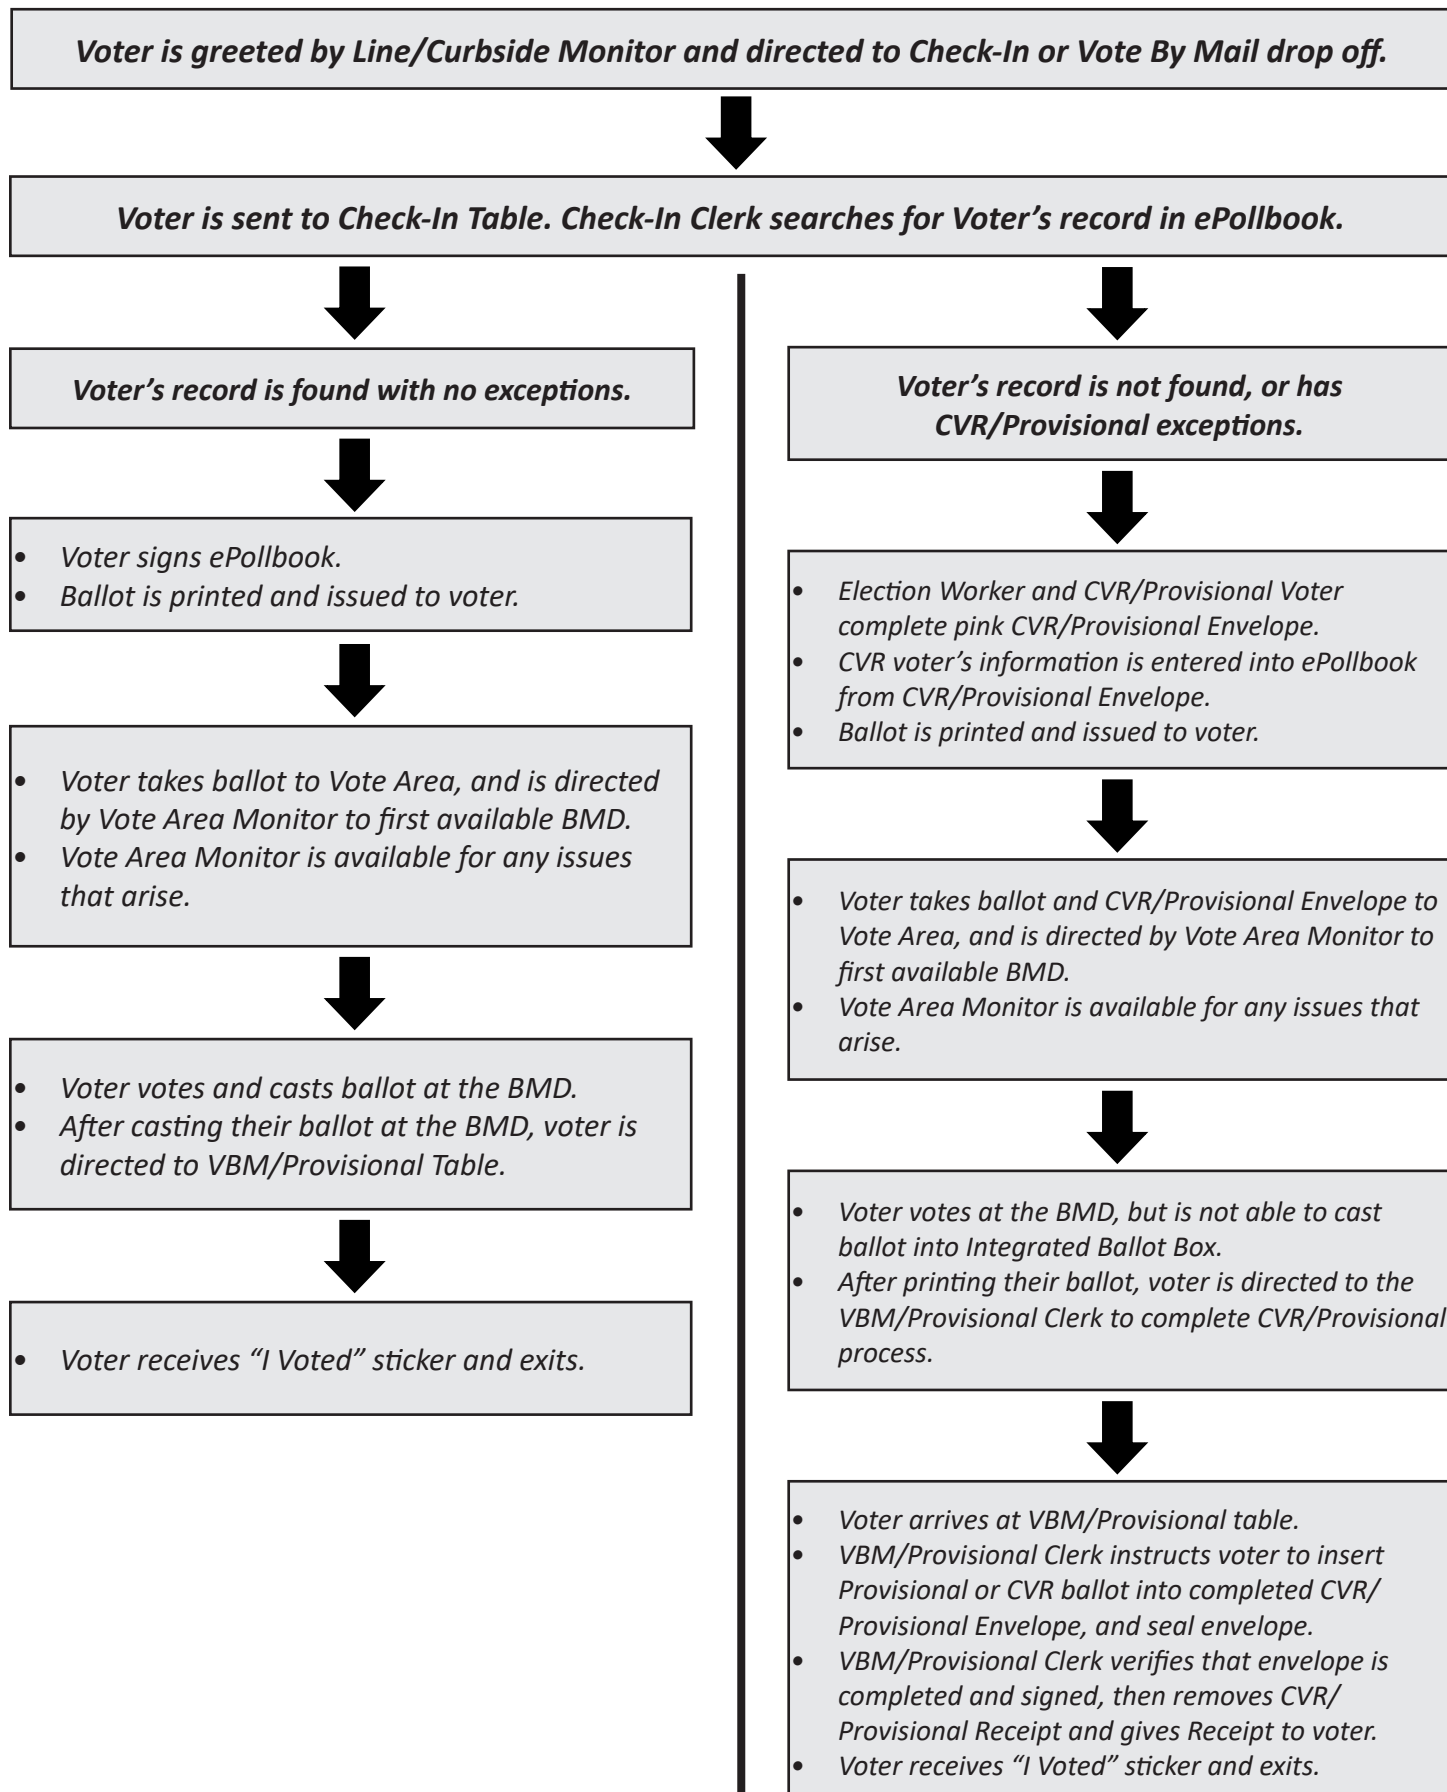 Voter is greeted by Line/Curbside Monitor and directed to Check-In or Vote By Mail drop off.
Voter is sent to Check-In Table. Check-In Clerk searches for Voter’s record in ePollbook.
Voter’s record is found with no exceptions.
• Voter signs ePollbook.
• Ballot is printed and issued to voter.
• Voter takes ballot to Vote Area, and is directed
by Vote Area Monitor to first available BMD.
• Vote Area Monitor is available for any issues
that arise.
• Voter votes and casts ballot at the BMD.
• After casting their ballot at the BMD, voter is
directed to VBM/Provisional Table.
• Voter receives “I Voted” sticker and exits.
Voter’s record is not found, or has
CVR/Provisional exceptions.
• Election Worker and CVR/Provisional Voter
complete pink CVR/Provisional Envelope.
• CVR voter’s information is entered into ePollbook
from CVR/Provisional Envelope.
• Ballot is printed and issued to voter.
• Voter takes ballot and CVR/Provisional Envelope to
Vote Area, and is directed by Vote Area Monitor to
first available BMD.
• Vote Area Monitor is available for any issues that
arise.
• Voter votes at the BMD, but is not able to cast
ballot into Integrated Ballot Box.
• After printing their ballot, voter is directed to the
VBM/Provisional Clerk to complete CVR/Provisional
process.
• Voter arrives at VBM/Provisional table.
• VBM/Provisional Clerk instructs voter to insert
Provisional or CVR ballot into completed CVR/
Provisional Envelope, and seal envelope.
• VBM/Provisional Clerk verifies that envelope is
completed and signed, then removes CVR/
Provisional Receipt and gives Receipt to voter.
• Voter receives “I Voted” sticker and exits.